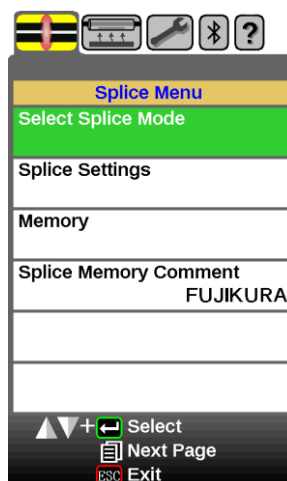 ?
Splice Menu
Select Splice Mode
Splice Settings
Memory
Splice Memory Comment
FUJIKURA
+ Select
Next Page
ESC Exit